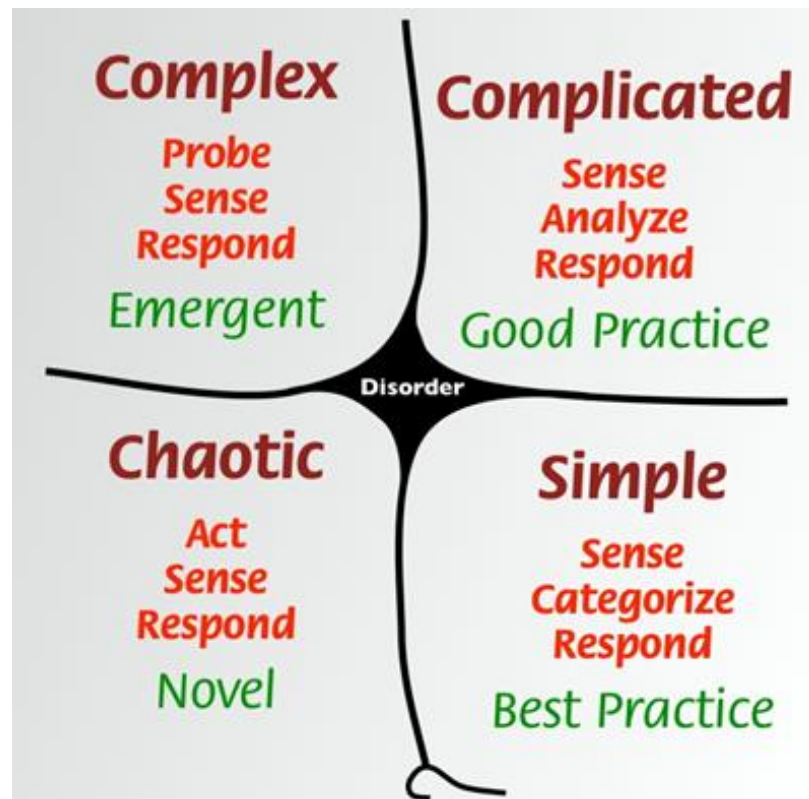 Complex
Probe
Sense
Respond
Emergent
Complicated
Sense
Analyze
Respond
Good Practice
Disorder
Chaotic
Act
Sense
Respond
Novel
Simple
Sense
Categorize
Respond
Best Practice